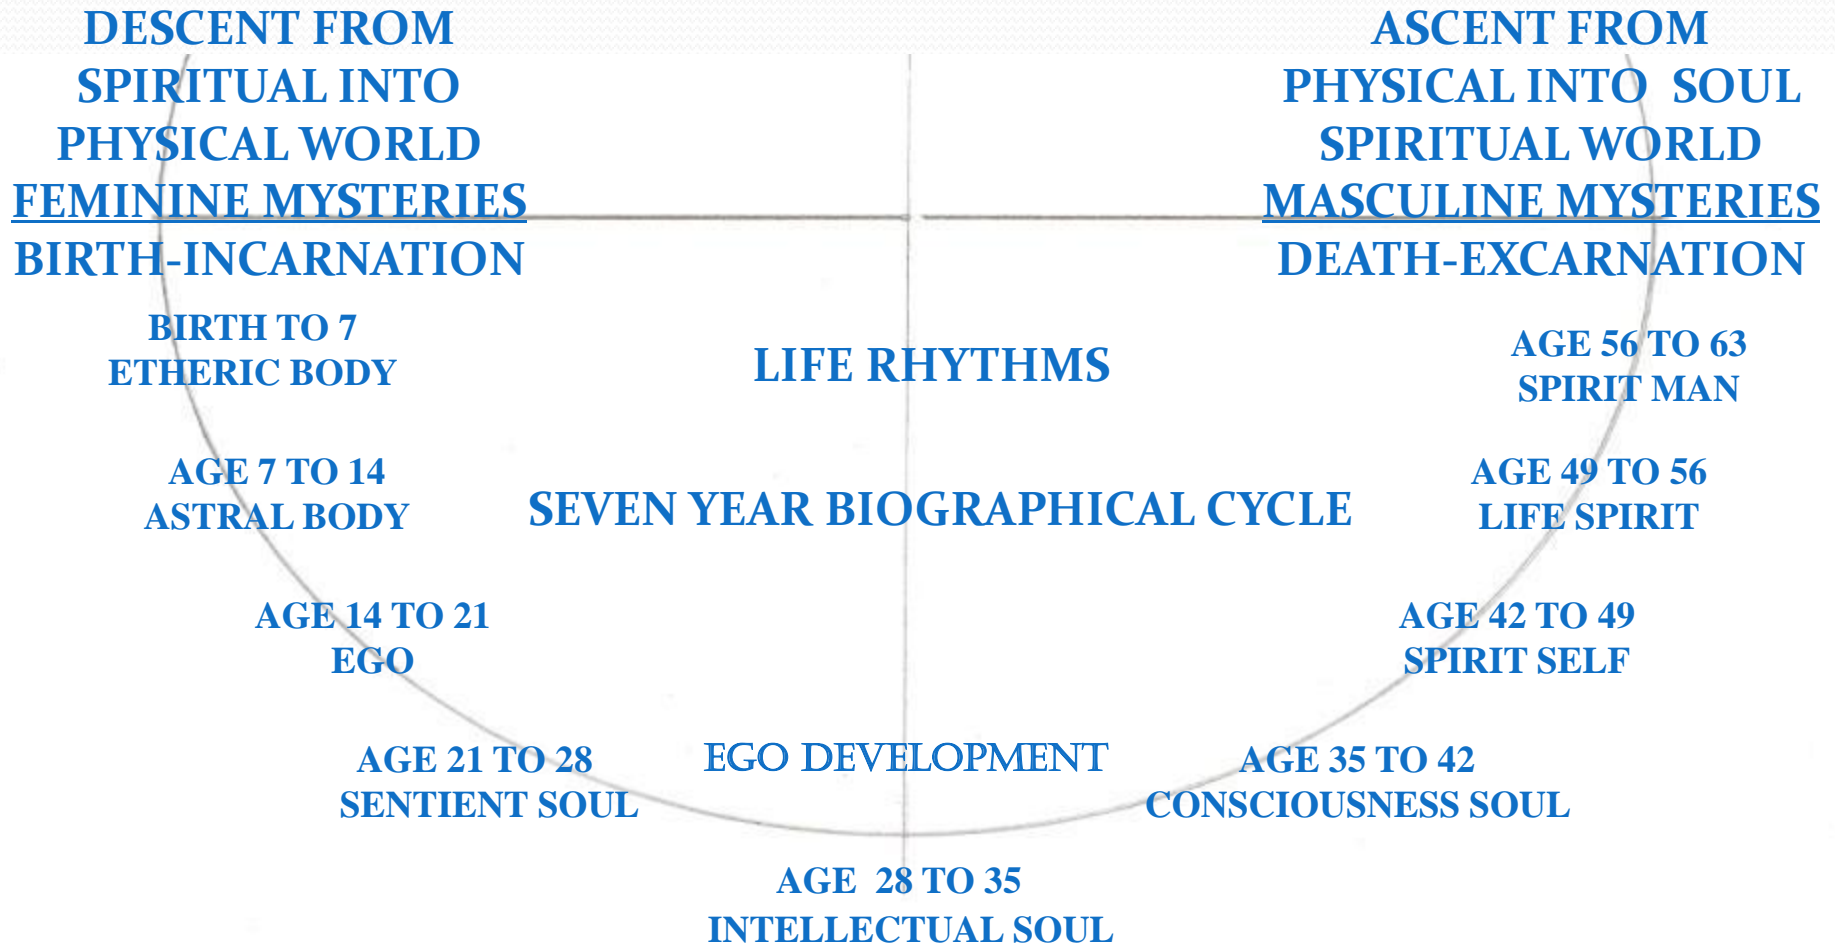 DESCENT FROM
SPIRITUAL INTO
PHYSICAL WORLD
FEMININE MYSTERIES
BIRTH-INCARNATION
ASCENT FROM
PHYSICAL INTO SOUL
SPIRITUAL WORLD
MASCULINE MYSTERIES
DEATH-EXCARNATION
BIRTH TO 7
ETHERIC BODY
LIFE RHYTHMS
AGE 56 TO 63
SPIRIT MAN
AGE 7 TO 14
ASTRAL BODY
SEVEN YEAR BIOGRAPHICAL CYCLE
AGE 49 TO 56
LIFE SPIRIT
AGE 14 TO 21
EGO
AGE 42 TO 49
SPIRIT SELF
AGE 21 TO 28
SENTIENT SOUL
EGO DEVELOPMENT
AGE 35 TO 42
CONSCIOUSNESS SOUL
AGE 28 TO 35
INTELLECTUAL SOUL